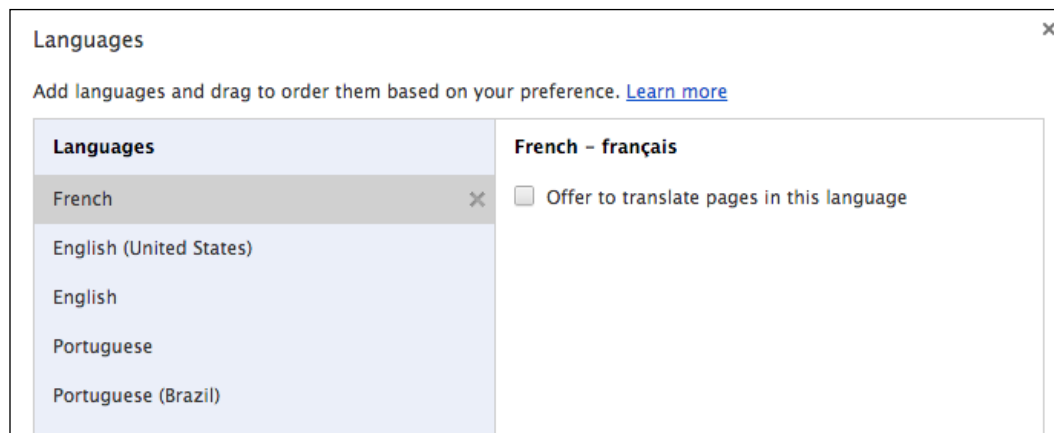 Languages
Add languages and drag to order them based on your preference. Learn more
Languages
French
English (United States)
English
Portuguese
Portuguese (Brazil)
French – français
Offer to translate pages in this language